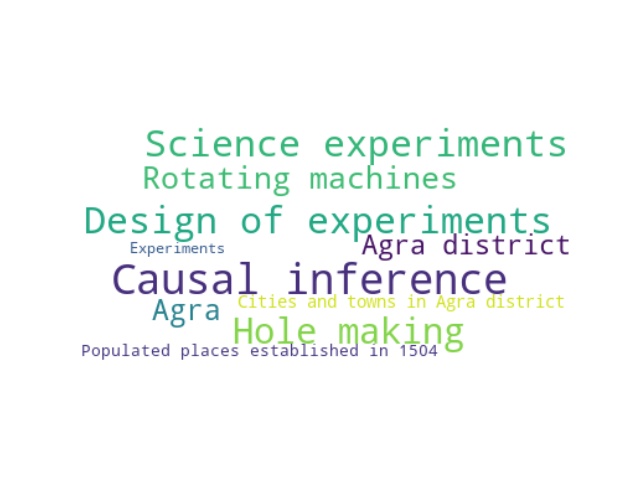 Science experiments
Rotating machines
Design of experiments
Experiments
Agra district
Causal inference
Agra
Cities and towns in Agra district
Hole making
Populated places established in 1504